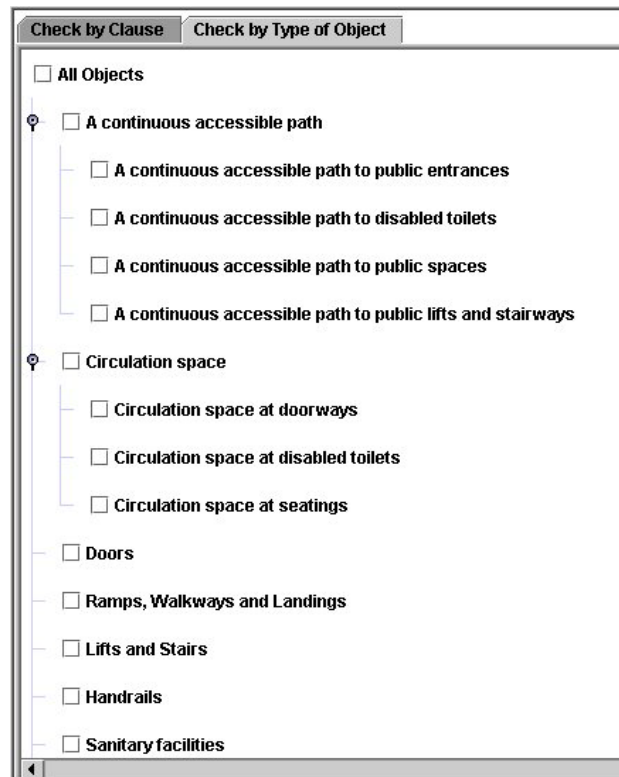 Check by Clause Check by Type of Object
All Objects
A continuous accessible path
A continuous accessible path to public entrances
A continuous accessible path to disabled toilets
A continuous accessible path to public spaces
A continuous accessible path to public lifts and stairways
Circulation space
Circulation space at doorways
Circulation space at disabled toilets
Circulation space at seatings
Doors
Ramps, Walkways and Landings
Lifts and Stairs
Handrails
Sanitary facilities